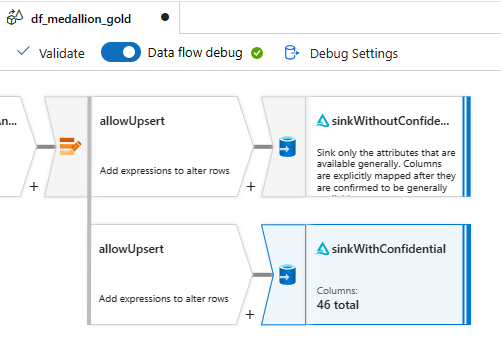 df_medallion_gold
Validate
Data flow debug
Debug Settings
An...
allowUpsert
Add expressions to alter rows
sinkWithoutConfide...
Sink only the attributes that are
available generally. Columns
are explicitly mapped after they
are confirmed to be generally
allowUpsert
Add expressions to alter rows
sinkWithConfidential
Columns:
46 total